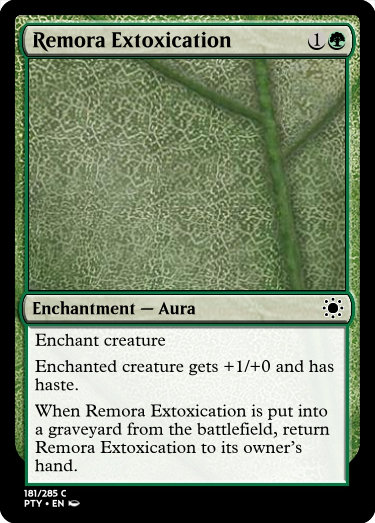 Remora Extoxication 1
Enchantment — Aura
Enchant creature
Enchanted creature gets +1/+0 and has
haste.
When Remora Extoxication is put into
a graveyard from the battlefield, return
Remora Extoxication to its owner's
hand.
181/285 C
PTY • EN